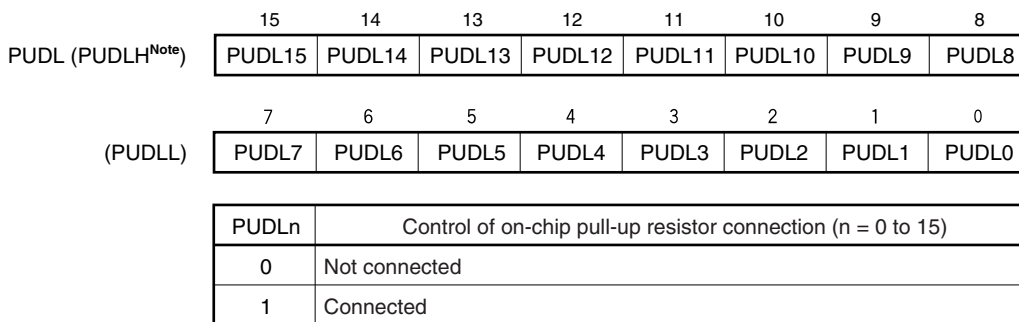 15 14 13 12 11 10 9 8
PUDL (PUDLH^Note) PUDL15 PUDL14 PUDL13 PUDL12 PUDL11 PUDL10 PUDL9 PUDL8
7 6 5 4 3 2 1 0
(PUDLL) PUDL7 PUDL6 PUDL5 PUDL4 PUDL3 PUDL2 PUDL1 PUDL0
PUDLn Control of on-chip pull-up resistor connection (n = 0 to 15)
0 Not connected
1 Connected